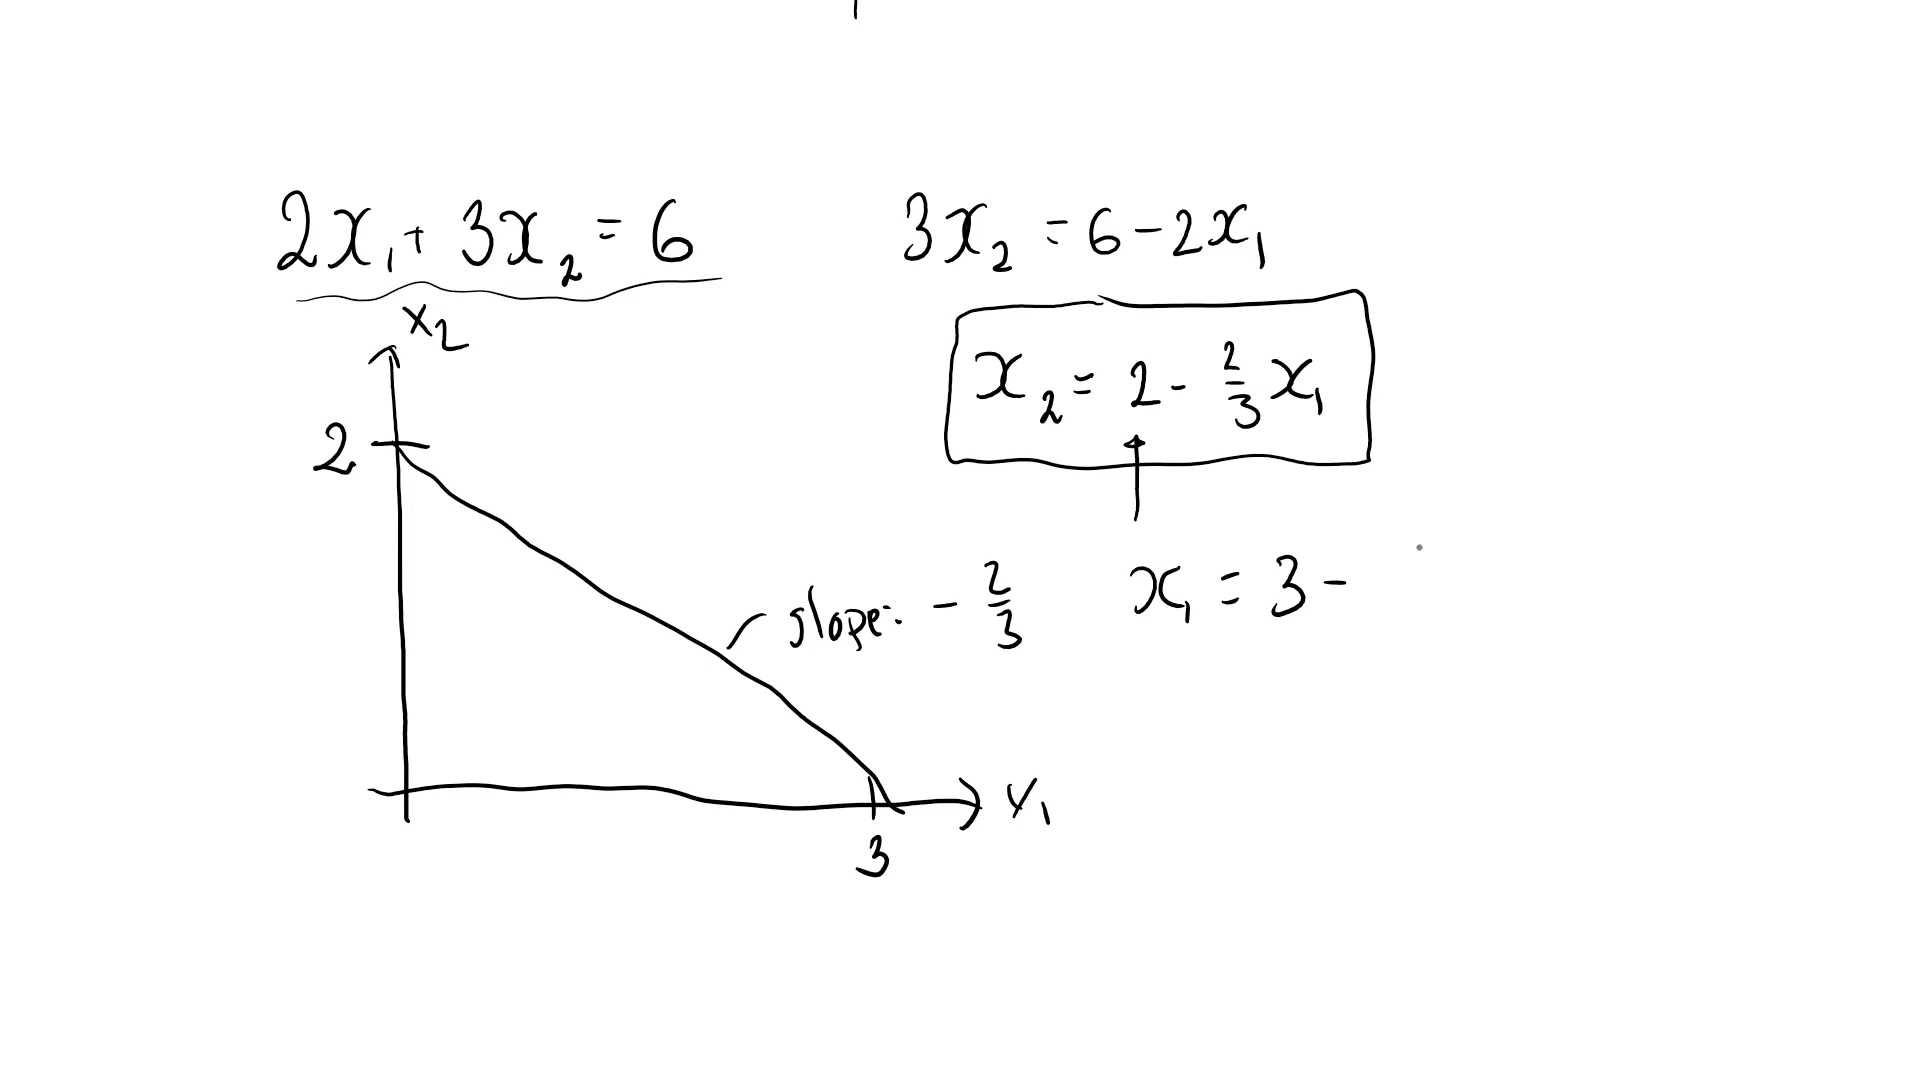 2x₁ + 3x₂ = 6
3x₂ = 6 - 2x₁
x₂
x₂ = 2 - 2/3 x₁
2
slope: - 2/3
x₁ = 3 -
x₁
3